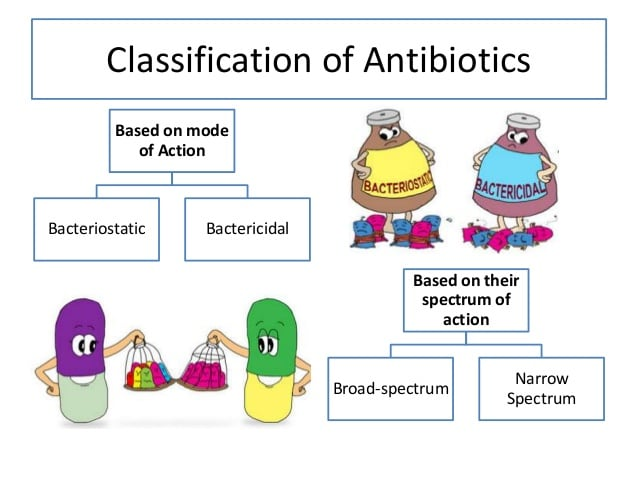 Classification of Antibiotics
Based on mode
of Action
Bacteriostatic
Bactericidal
BACTERIOSTATIC
BACTERICIDAL
Based on their
spectrum of
action
Broad-spectrum
Narrow
Spectrum